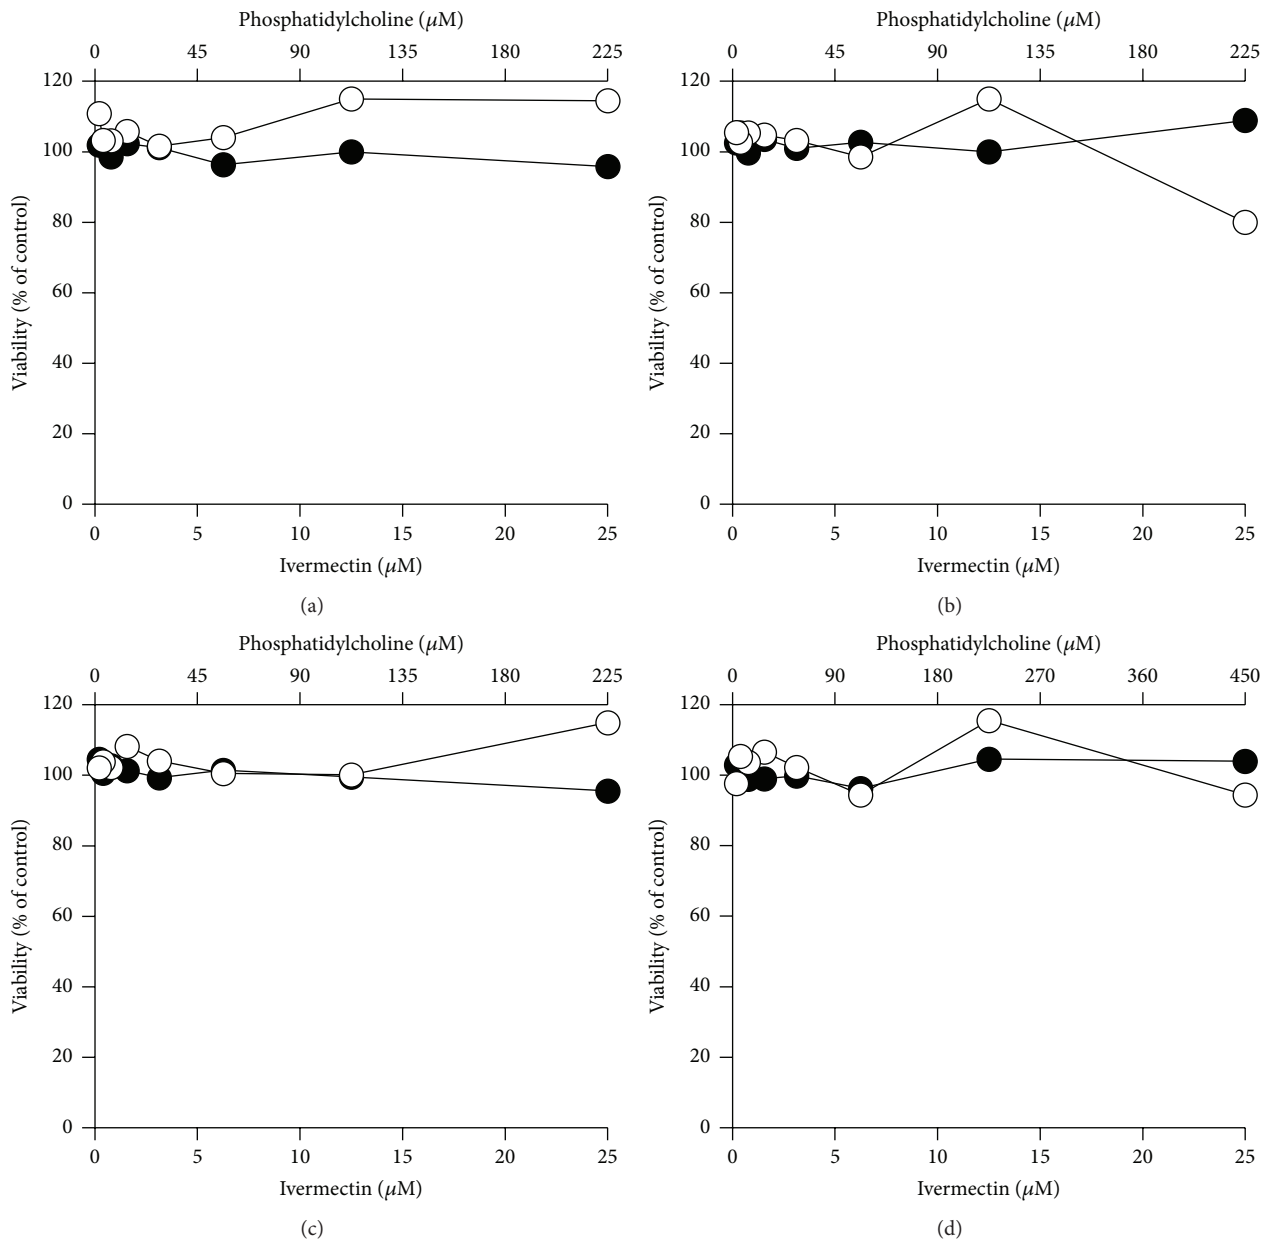 Phosphatidylcholine (μM)
0 45 90 135 180 225
120
100
80
60
40
20
0
Viability (% of control)
0 5 10 15 20 25
Ivermectin (μM)
(a)
Phosphatidylcholine (μM)
0 45 90 135 180 225
120
100
80
60
40
20
0
Viability (% of control)
0 5 10 15 20 25
Ivermectin (μM)
(b)
Phosphatidylcholine (μM)
0 45 90 135 180 225
120
100
80
60
40
20
0
Viability (% of control)
0 5 10 15 20 25
Ivermectin (μM)
(c)
Phosphatidylcholine (μM)
0 90 180 270 360 450
120
100
80
60
40
20
0
Viability (% of control)
0 5 10 15 20 25
Ivermectin (μM)
(d)